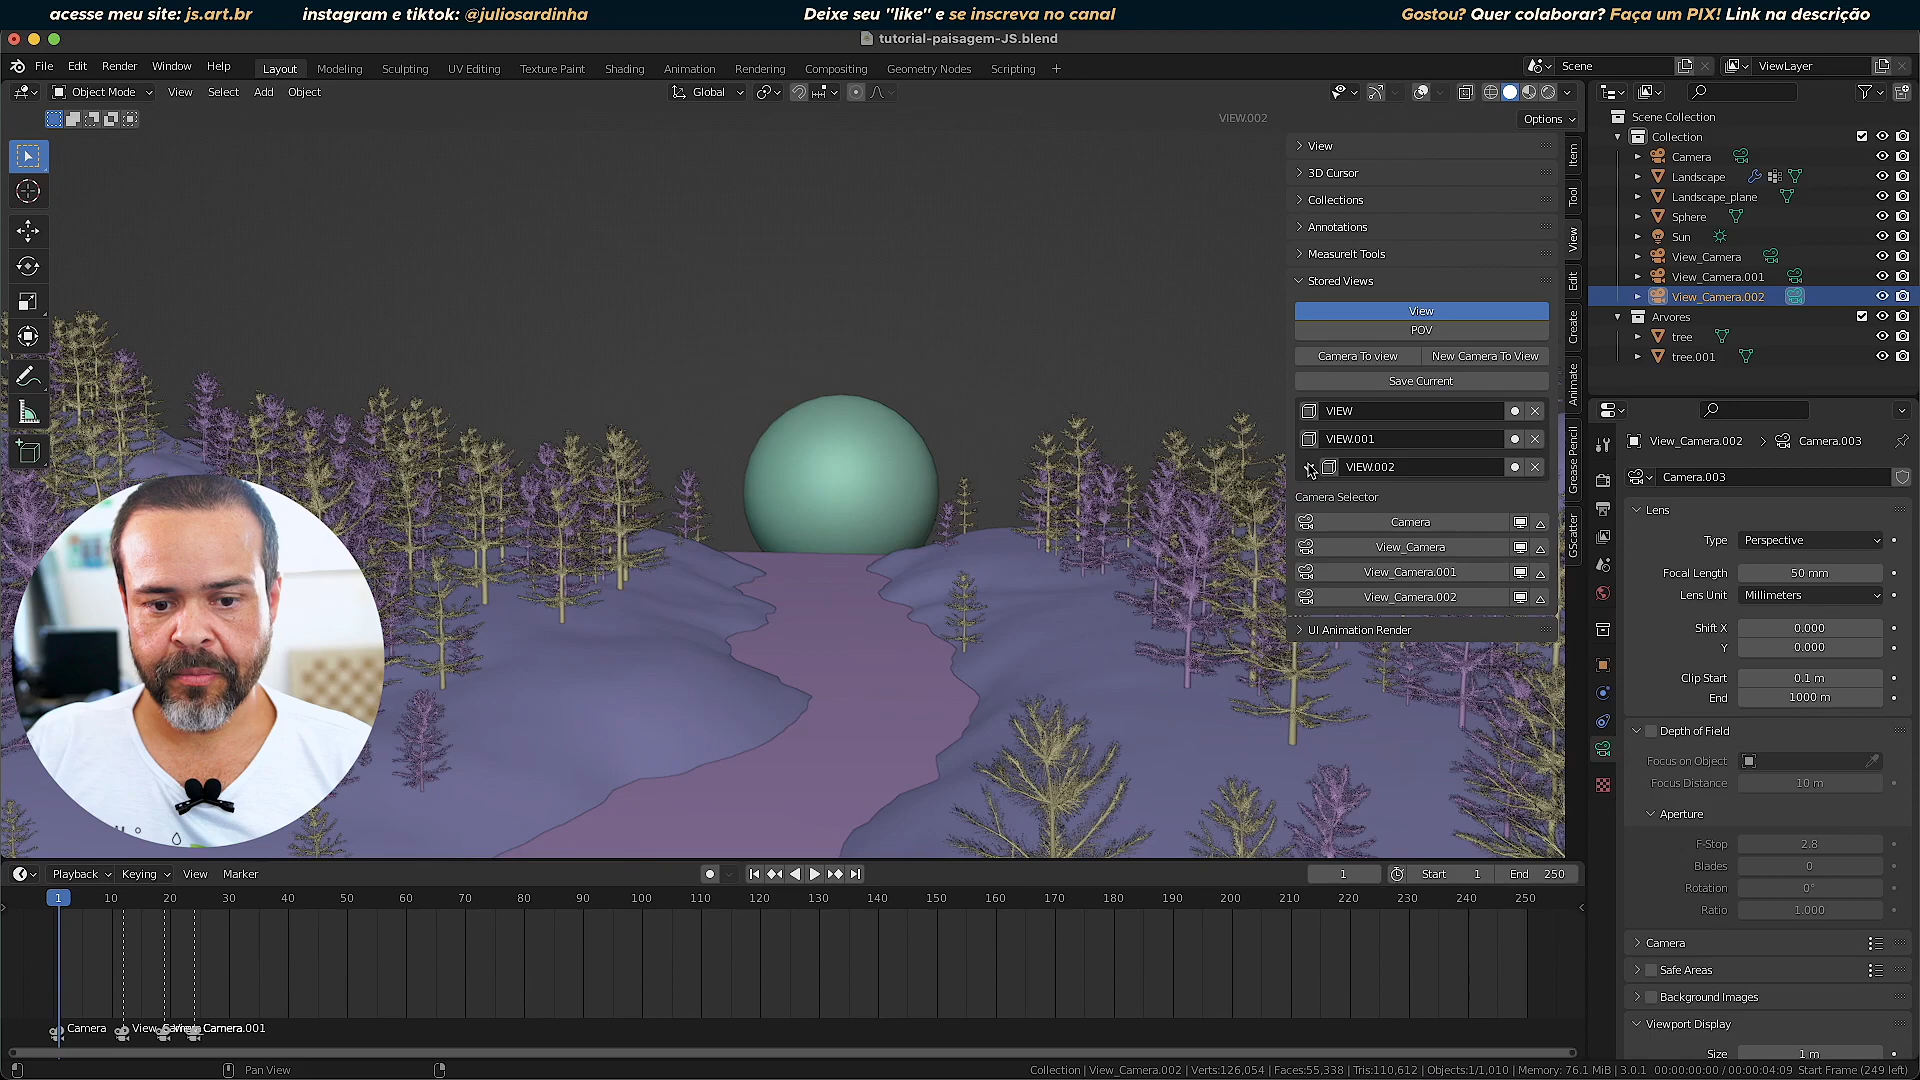 acesse meu site: js.art.br
instagram e tiktok: @juliosardinha
Deixe seu "like" e se inscreva no canal
Gostou? Quer colaborar? Faça um PIX! Link na descrição
tutorial-paisagem-JS.blend
File Edit Render Window Help
Layout Modeling Sculpting UV Editing Texture Paint Shading Animation Rendering Compositing Geometry Nodes Scripting +
Scene
ViewLayer
Object Mode View Select Add Object
Global
VIEW.002
Options
View
3D Cursor
Collections
Annotations
MeasureIt Tools
Stored Views
View
POV
Camera To view
New Camera To View
Save Current
VIEW
VIEW.001
VIEW.002
Camera Selector
Camera
View_Camera
View_Camera.001
View_Camera.002
UI Animation Render
Item
Tool
View
Edit
Create
Animate
Grease Pencil
GScatter
Scene Collection
Collection
Camera
Landscape
Landscape_plane
Sphere
Sun
View_Camera
View_Camera.001
View_Camera.002
Arvores
tree
tree.001
View_Camera.002 > Camera.003
Camera.003
Lens
Type Perspective
Focal Length 50 mm
Lens Unit Millimeters
Shift X 0.000
Y 0.000
Clip Start 0.1 m
End 1000 m
Depth of Field
Focus on Object
Focus Distance 10 m
Aperture
F-Stop 2.8
Blades 0
Rotation 0°
Ratio 1.000
Camera
Safe Areas
Background Images
Viewport Display
Size 1 m
Playback Keying View Marker
1
Start 1
End 250
1 10 20 30 40 50 60 70 80 90 100 110 120 130 140 150 160 170 180 190 200 210 220 230 240 250
Camera
Camera.001
Pan View
Collection | View_Camera.002 | Verts:126,054 | Faces:55,338 | Tris:110,612 | Objects:1/1,010 | Memory: 76.1 MiB | 3.0.1 00:00:00:00 / 00:00:04:09 Start Frame (249 left)